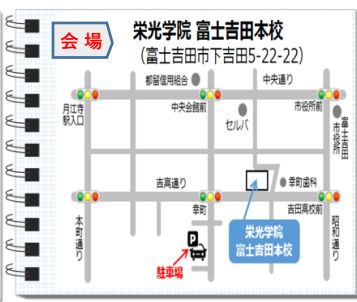 会 場
栄光学院 富士吉田本校
(富士吉田市下吉田5-22-22)
都留信用組合
中央通り
月江寺
駅入口
中央会館前
市役所前
セルバ
富士吉田
市役所
吉高通り
幸町歯科
幸町
吉田高校前
本町通り
昭和通り
栄光学院
富士吉田本校
P
駐車場